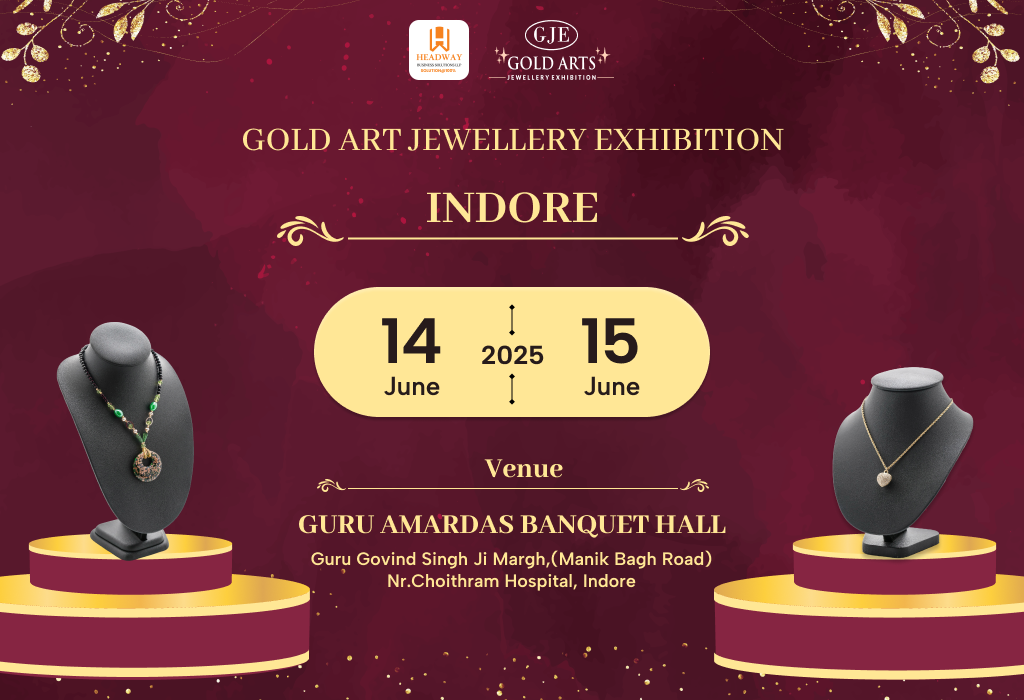 HEADWAY
BUSINESS SOLUTIONS LLP
GJE
GOLD ARTS
JEWELLERY EXHIBITION
GOLD ART JEWELLERY EXHIBITION
INDORE
14 June
2025
15 June
Venue
GURU AMARDAS BANQUET HALL
Guru Govind Singh Ji Margh,(Manik Bagh Road)
Nr.Choithram Hospital, Indore